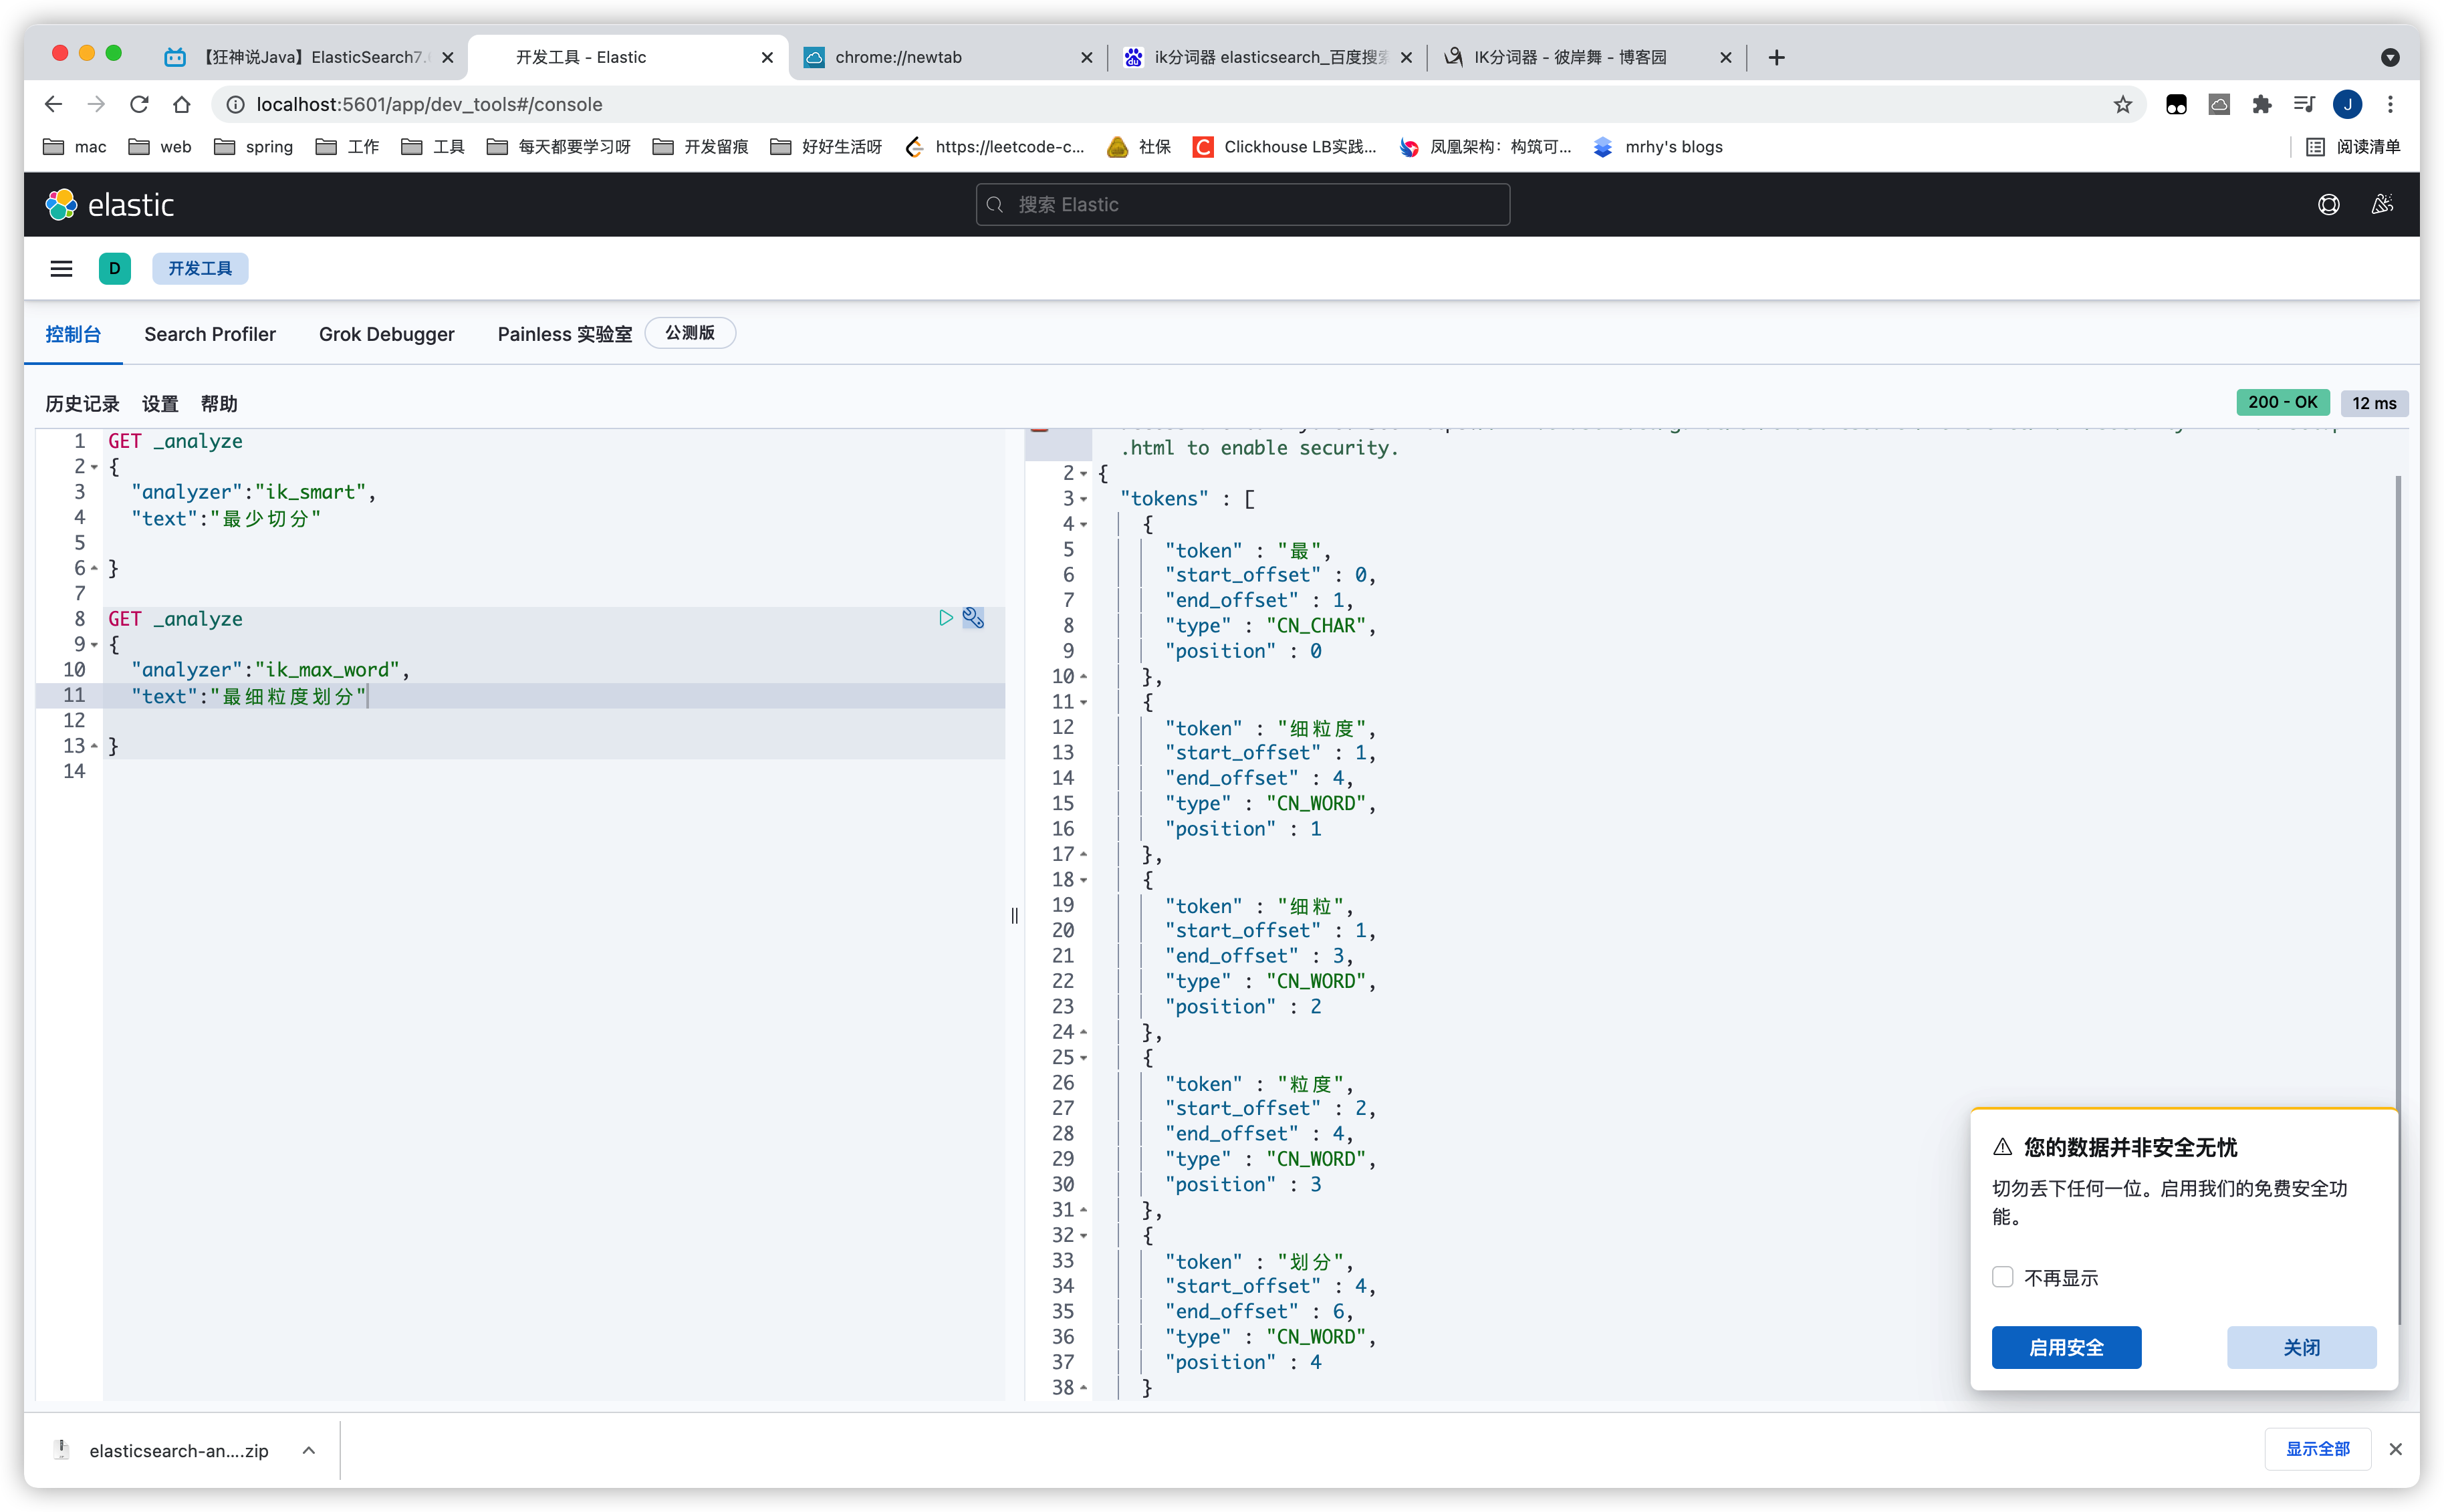 【狂神说Java】ElasticSearch7.
开发工具 - Elastic
chrome://newtab
ik分词器 elasticsearch_百度搜索
IK分词器 - 彼岸舞 - 博客园
localhost:5601/app/dev_tools#/console
J
mac
web
spring
工作
工具
每天都要学习呀
开发留痕
好好生活呀
https://leetcode-c...
社保
Clickhouse LB实践...
凤凰架构：构筑可...
mrhy's blogs
阅读清单
elastic
搜索 Elastic
D
开发工具
控制台
Search Profiler
Grok Debugger
Painless 实验室
公测版
历史记录
设置
帮助
200 - OK
12 ms
1 GET _analyze
2 {
3 "analyzer":"ik_smart",
4 "text":"最少切分"
5
6 }
7
8 GET _analyze
9 {
10 "analyzer":"ik_max_word",
11 "text":"最细粒度划分"
12
13 }
14
.html to enable security.
2 {
3 "tokens" : [
4 {
5 "token" : "最",
6 "start_offset" : 0,
7 "end_offset" : 1,
8 "type" : "CN_CHAR",
9 "position" : 0
10 },
11 {
12 "token" : "细粒度",
13 "start_offset" : 1,
14 "end_offset" : 4,
15 "type" : "CN_WORD",
16 "position" : 1
17 },
18 {
19 "token" : "细粒",
20 "start_offset" : 1,
21 "end_offset" : 3,
22 "type" : "CN_WORD",
23 "position" : 2
24 },
25 {
26 "token" : "粒度",
27 "start_offset" : 2,
28 "end_offset" : 4,
29 "type" : "CN_WORD",
30 "position" : 3
31 },
32 {
33 "token" : "划分",
34 "start_offset" : 4,
35 "end_offset" : 6,
36 "type" : "CN_WORD",
37 "position" : 4
38 }
您的数据并非安全无忧
切勿丢下任何一位。启用我们的免费安全功
能。
不再显示
启用安全
关闭
elasticsearch-an....zip
显示全部